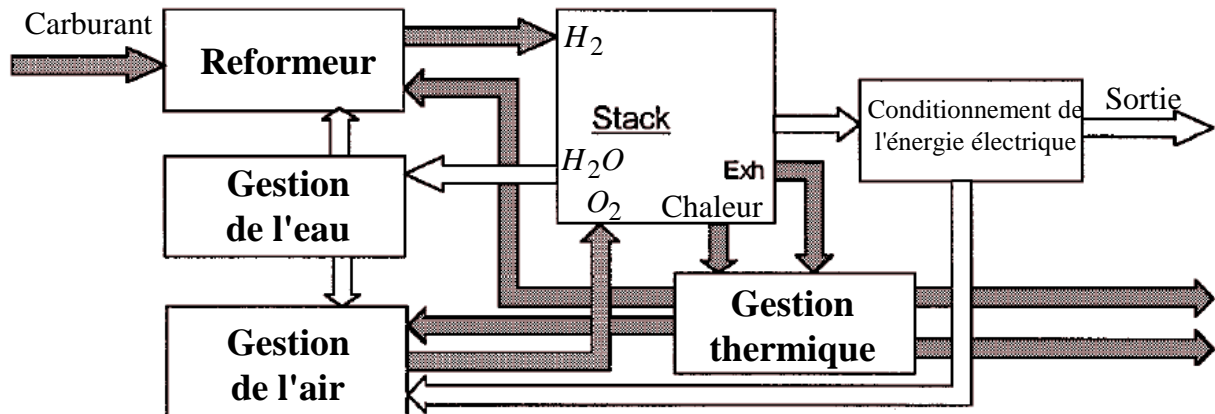 Carburant
Reformeur
H2
Stack
H2O
Exh
O2
Chaleur
Conditionnement de
l'énergie électrique
Sortie
Gestion
de l'eau
Gestion
thermique
Gestion
de l'air